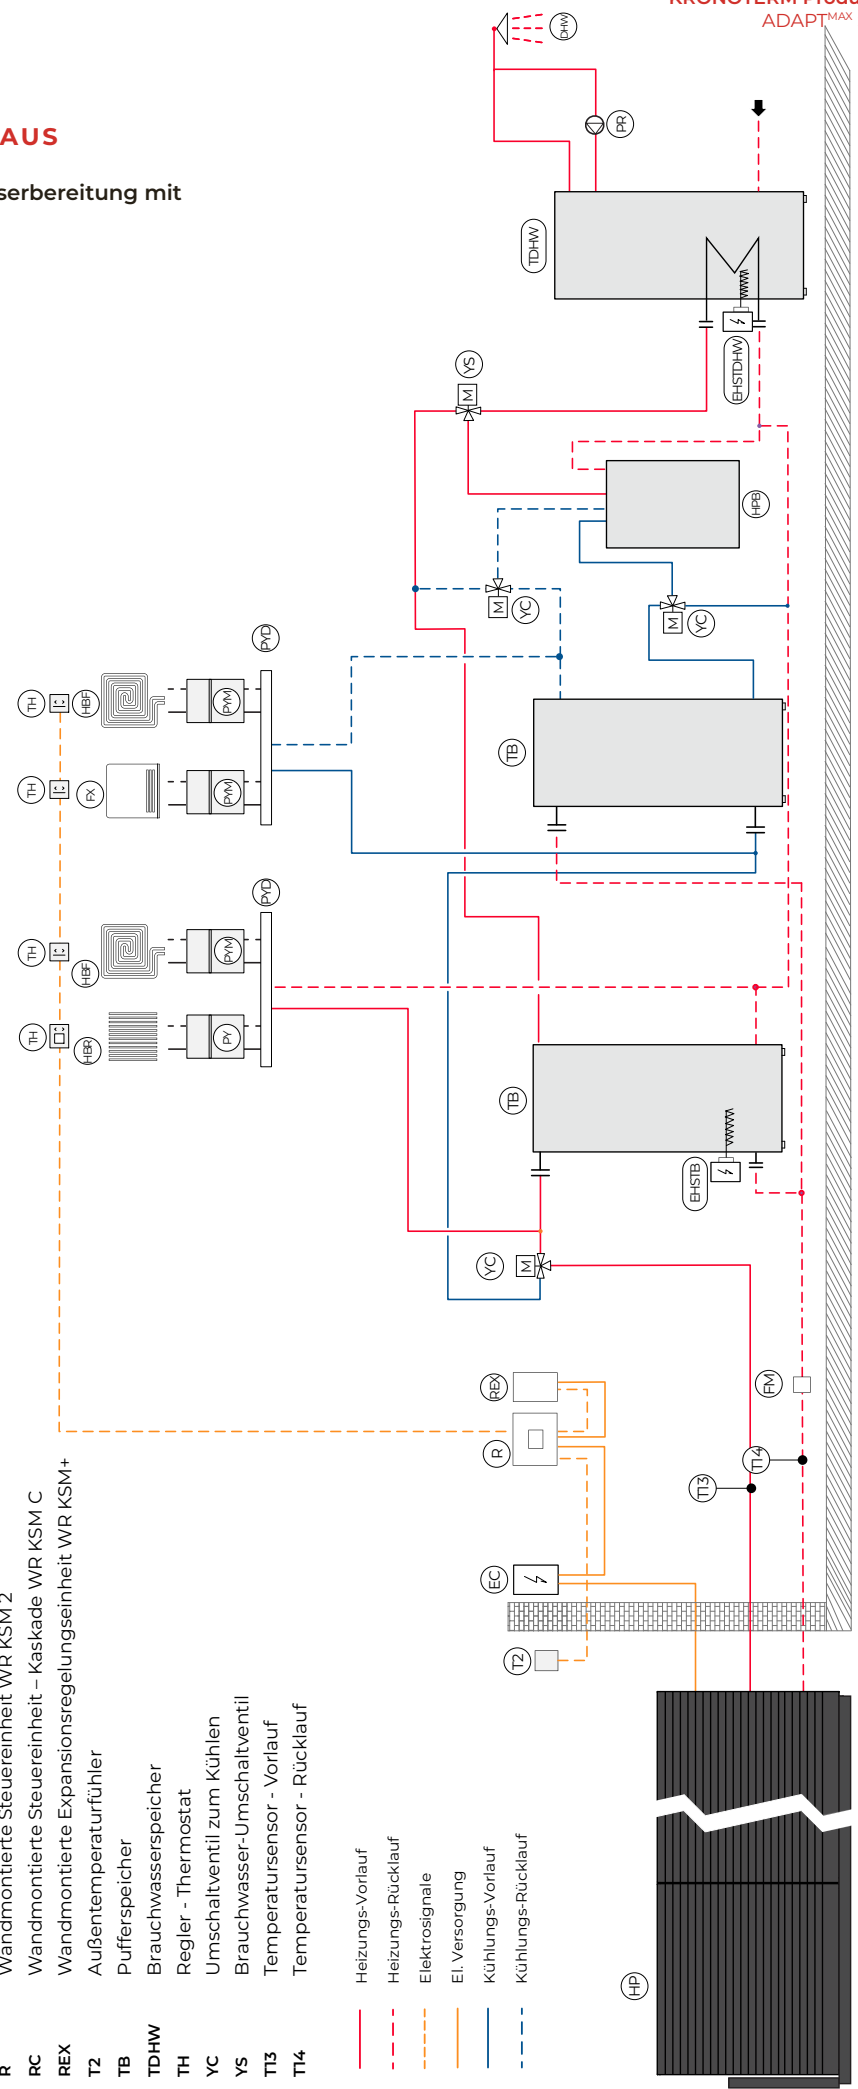 KRONOTERM Produ
ADAPT MAX
AUS
serbereitung mit
R Wandmontierte Steuereinheit WR KSM 2
RC Wandmontierte Steuereinheit – Kaskade WR KSM C
REX Wandmontierte Expansionsregelungseinheit WR KSM+
T2 Außentemperaturfühler
TB Pufferspeicher
TDHW Brauchwasserspeicher
TH Regler - Thermostat
YC Umschaltventil zum Kühlen
YS Brauchwasser-Umschaltventil
T13 Temperatursensor - Vorlauf
T14 Temperatursensor - Rücklauf
Heizungs-Vorlauf
Heizungs-Rücklauf
Elektrosignale
El. Versorgung
Kühlungs-Vorlauf
Kühlungs-Rücklauf
HP
T2
EC
R
REX
T13
T14
FM
YC
M
EHSTB
TB
TH
HBR
PY
TH
HBF
PYM
PYD
TH
FX
PYM
TH
HBF
PYM
PYD
TB
YC
M
YC
M
HPB
YS
M
EHSTDHW
TDHW
PR
DHW